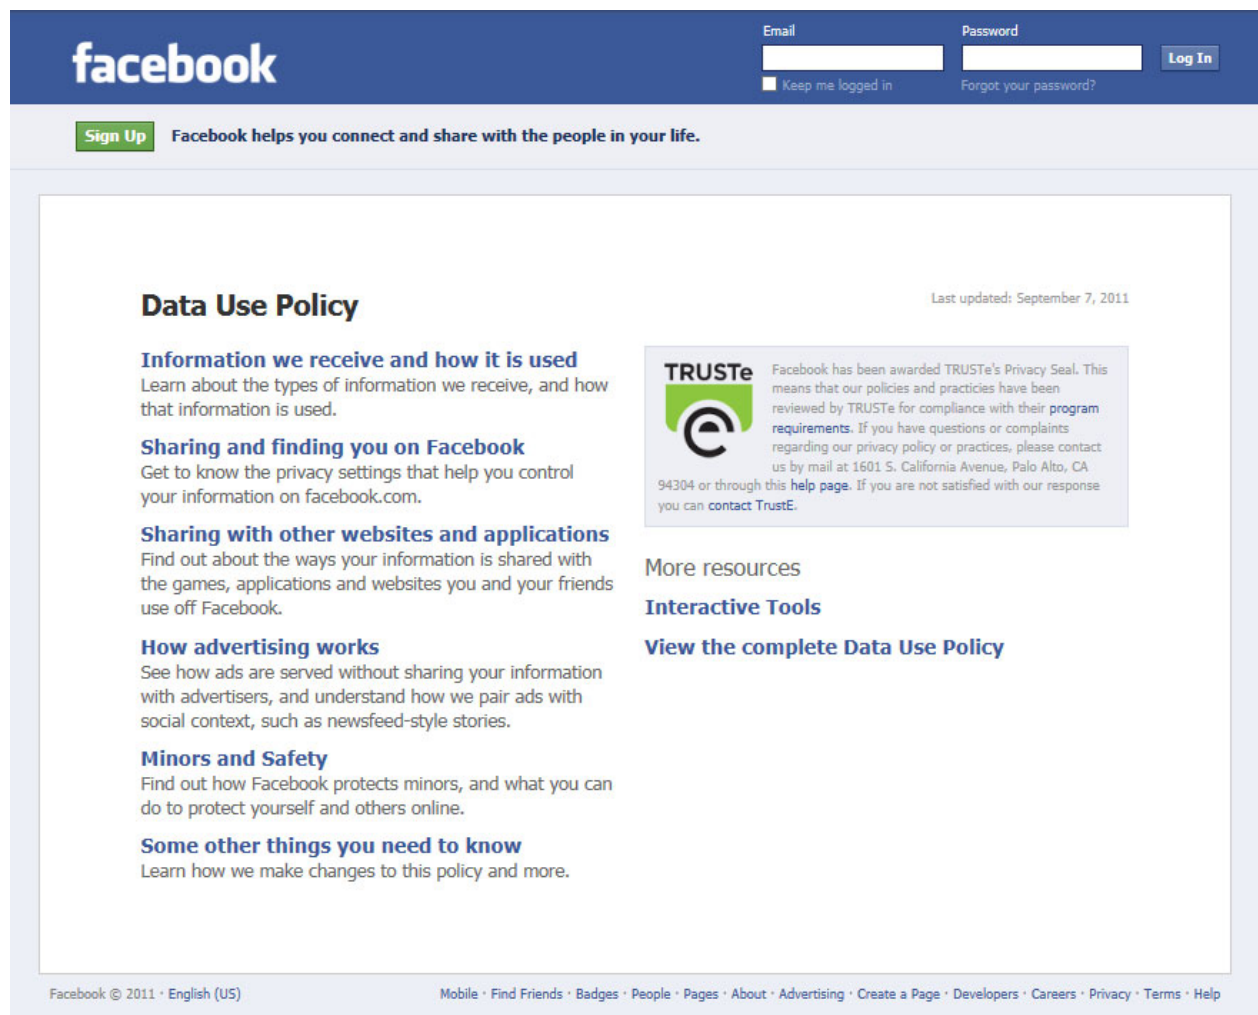 facebook
Email
Password
Log In
Keep me logged in
Forgot your password?
Sign Up
Facebook helps you connect and share with the people in your life.
Data Use Policy
Last updated: September 7, 2011
Information we receive and how it is used
Learn about the types of information we receive, and how
that information is used.
Sharing and finding you on Facebook
Get to know the privacy settings that help you control
your information on facebook.com.
Sharing with other websites and applications
Find out about the ways your information is shared with
the games, applications and websites you and your friends
use off Facebook.
How advertising works
See how ads are served without sharing your information
with advertisers, and understand how we pair ads with
social context, such as newsfeed-style stories.
Minors and Safety
Find out how Facebook protects minors, and what you can
do to protect yourself and others online.
Some other things you need to know
Learn how we make changes to this policy and more.
TRUSTe
e
Facebook has been awarded TRUSTe's Privacy Seal. This
means that our policies and practicies have been
reviewed by TRUSTe for compliance with their program
requirements. If you have questions or complaints
regarding our privacy policy or practices, please contact
us by mail at 1601 S. California Avenue, Palo Alto, CA
94304 or through this help page. If you are not satisfied with our response
you can contact TrustE.
More resources
Interactive Tools
View the complete Data Use Policy
Facebook © 2011 · English (US)
Mobile · Find Friends · Badges · People · Pages · About · Advertising · Create a Page · Developers · Careers · Privacy · Terms · Help